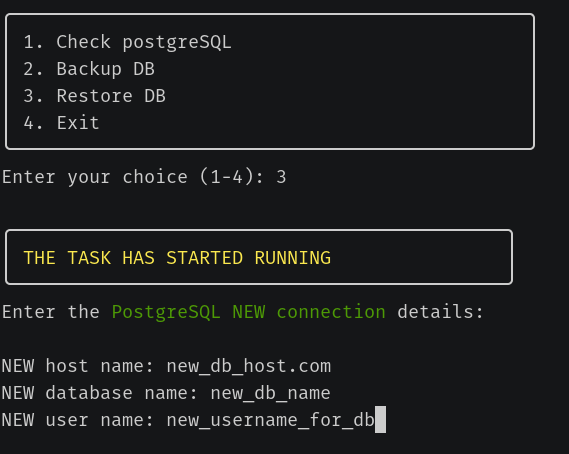 1. Check postgreSQL
2. Backup DB
3. Restore DB
4. Exit
Enter your choice (1-4): 3
THE TASK HAS STARTED RUNNING
Enter the PostgreSQL NEW connection details:
NEW host name: new_db_host.com
NEW database name: new_db_name
NEW user name: new_username_for_db